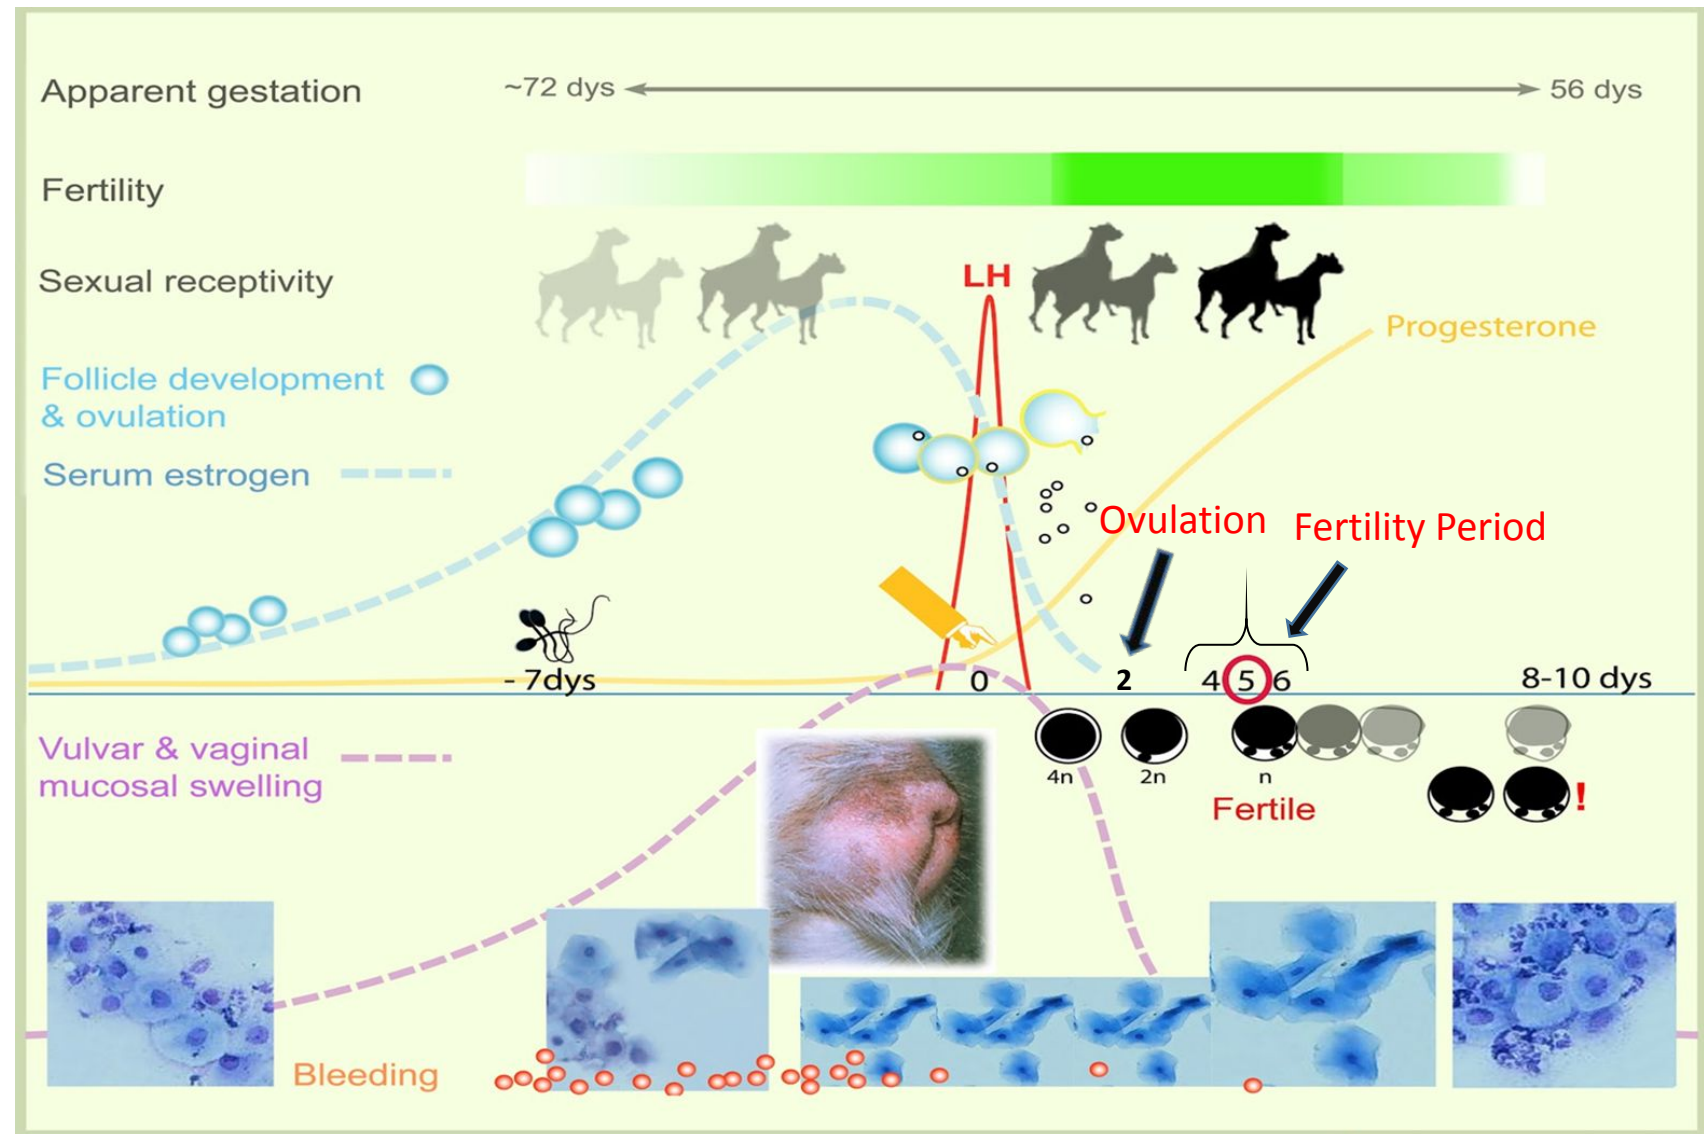 Apparent gestation
~72 dys
56 dys
Fertility
Sexual receptivity
LH
Progesterone
Follicle development
& ovulation
Serum estrogen
Ovulation
Fertility Period
- 7dys
0
2
4 5 6
8-10 dys
Vulvar & vaginal
mucosal swelling
4n
2n
n
Fertile
!
Bleeding